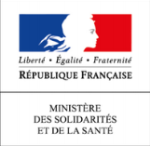 Liberté • Égalité • Fraternité
RÉPUBLIQUE FRANÇAISE
MINISTÈRE
DES SOLIDARITÉS
ET DE LA SANTÉ